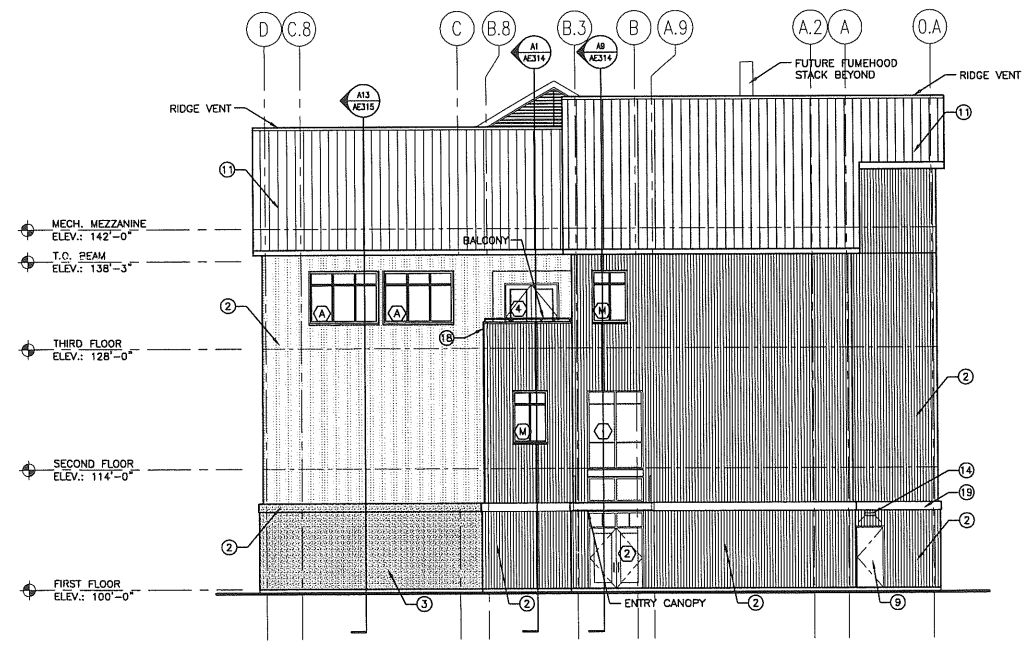 D C.8 C B.8 B.3 B A.9 A.2 A 0.A
A1
AE314
A9
AE314
FUTURE FUMEHOOD
STACK BEYOND
RIDGE VENT
A13
AE315
RIDGE VENT
11
11
MECH. MEZZANINE
ELEV.: 142'-0"
BALCONY
T.O. BEAM
ELEV.: 138'-3"
2
A A 4 M
18
THIRD FLOOR
ELEV.: 128'-0"
2
M
SECOND FLOOR
ELEV.: 114'-0"
14
19
2
2
2
FIRST FLOOR
ELEV.: 100'-0"
3
2
ENTRY CANOPY
2
9